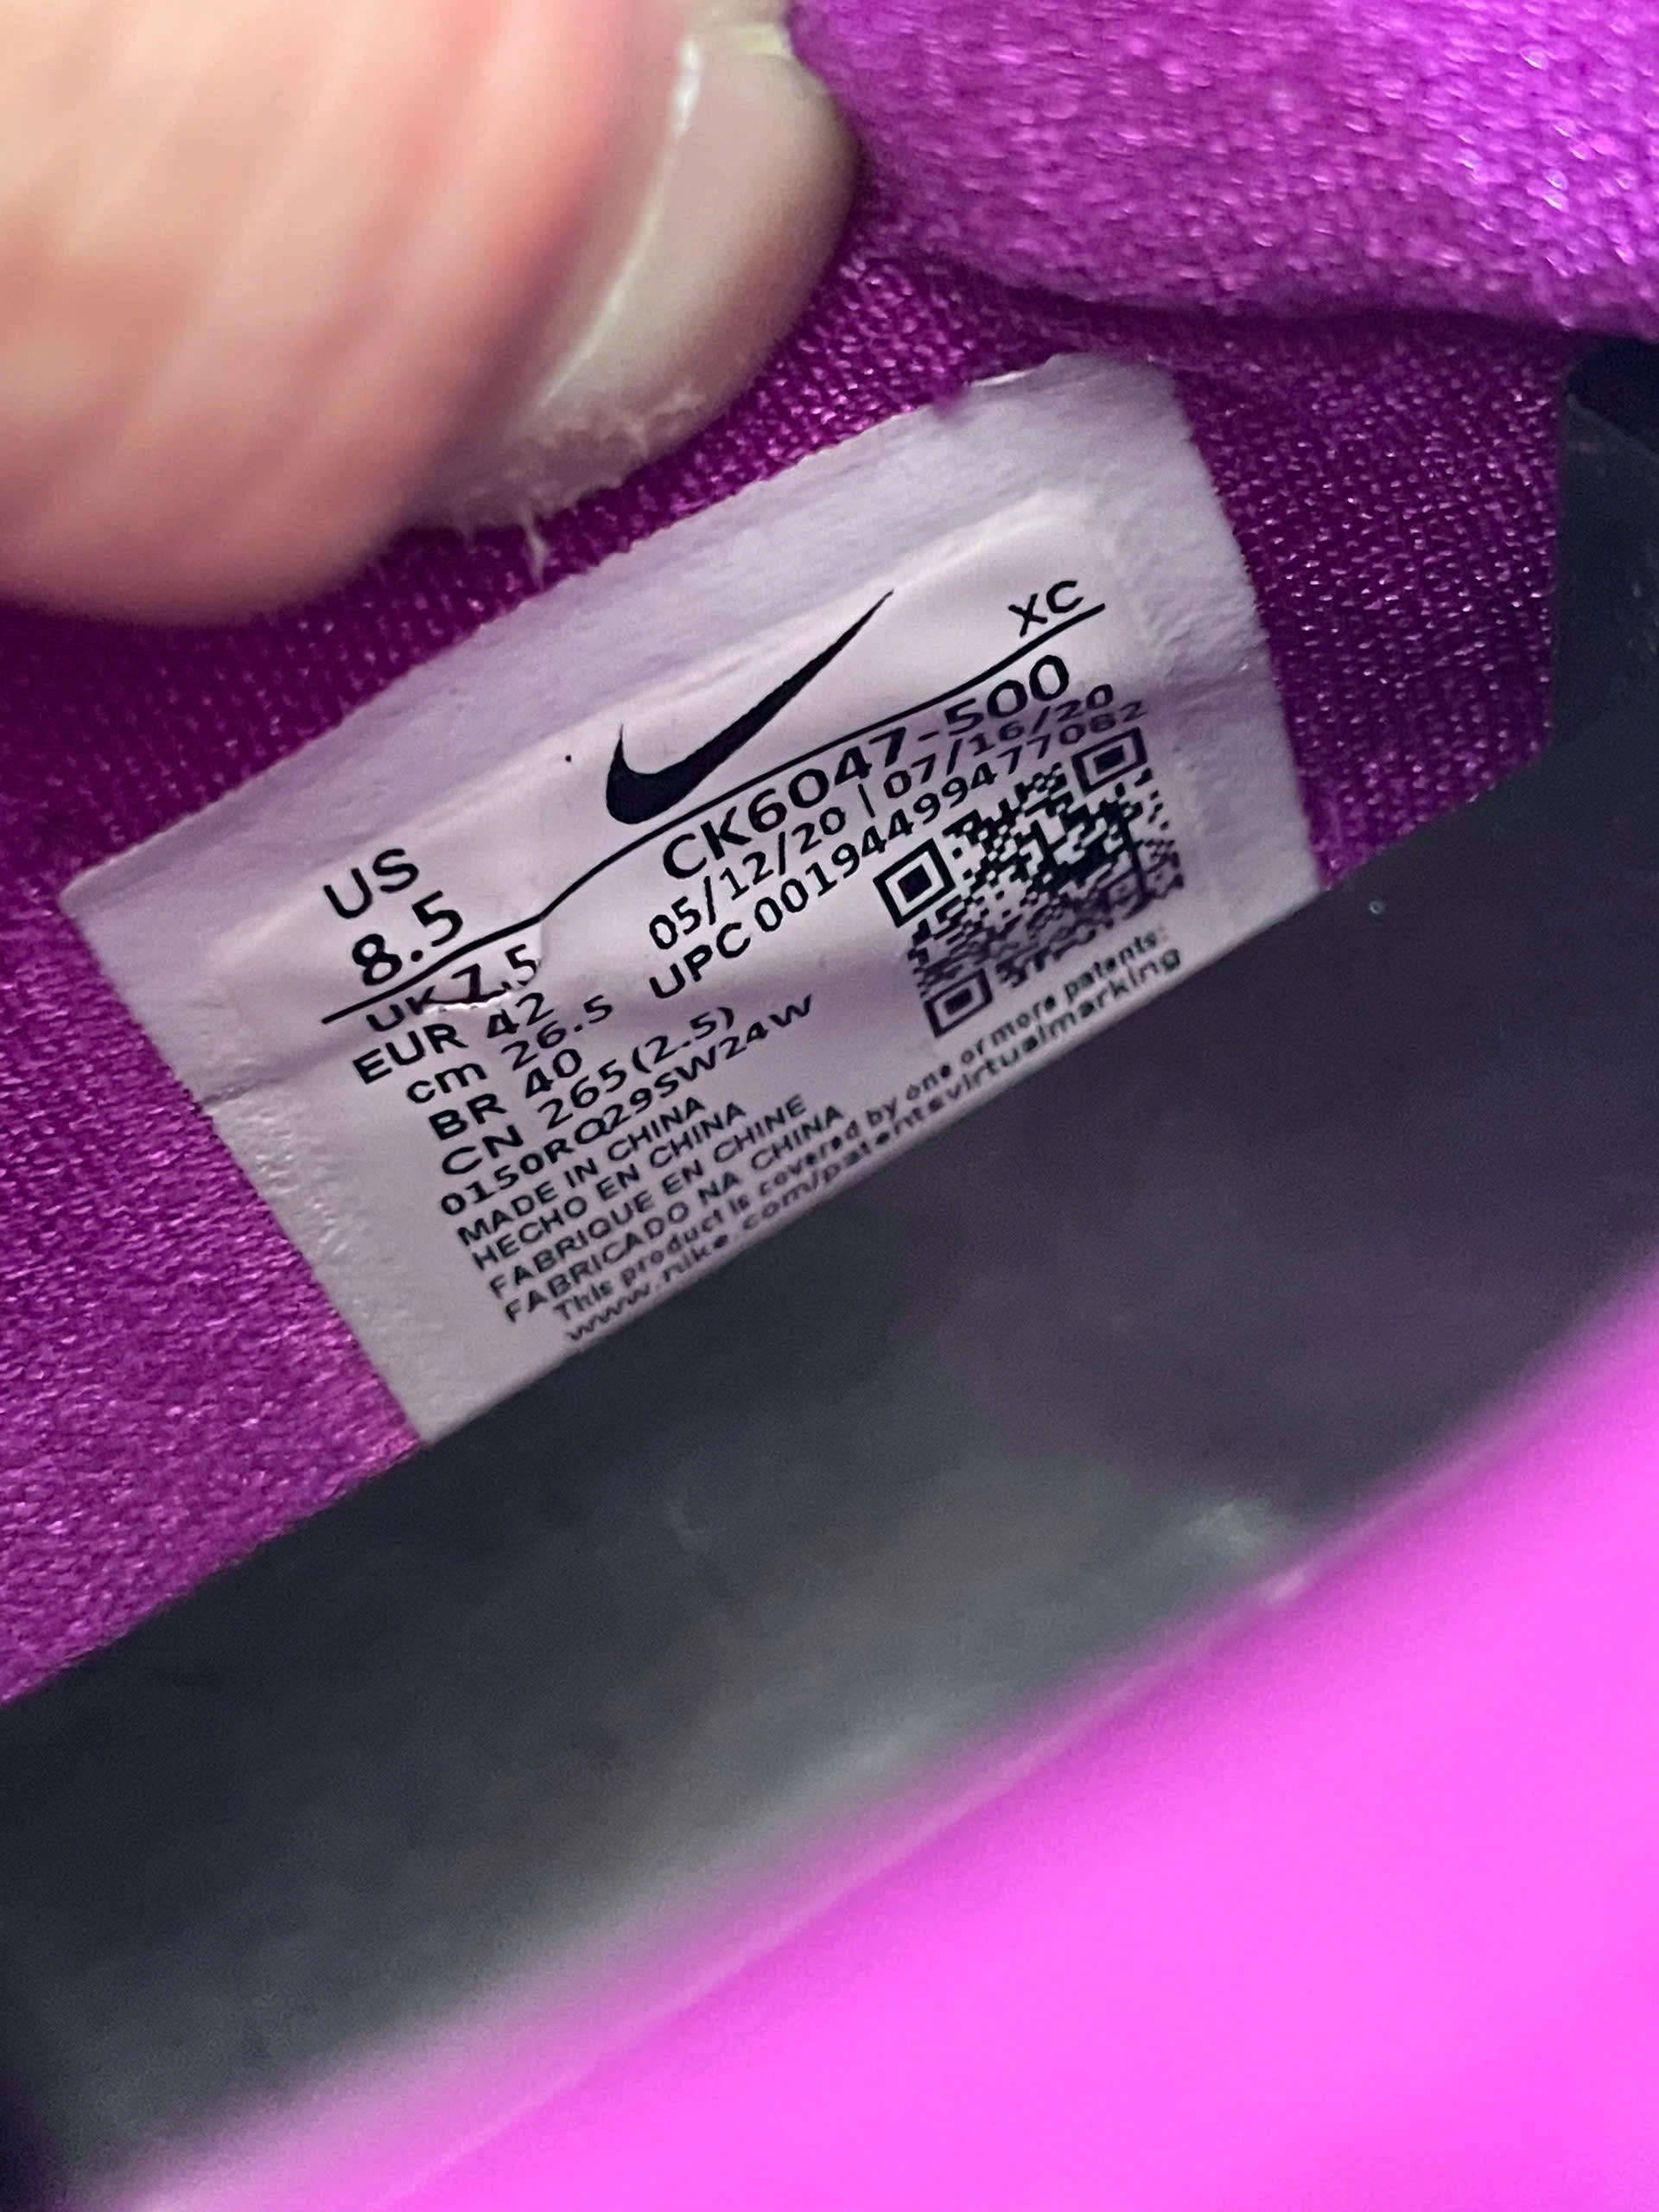 XC
US
8.5
UK 7.5
EUR 42
cm 26.5
BR 40
CN 265(2.5)
CK6047-500
05/12/20 | 07/16/20
UPC 00194499477082
0150RQ29SW24W
MADE IN CHINA
HECHO EN CHINA
FABRIQUE EN CHINE
FABRICADO NA CHINA
This product is covered by one or more patents:
www.nike.com/patentsvirtualmarking